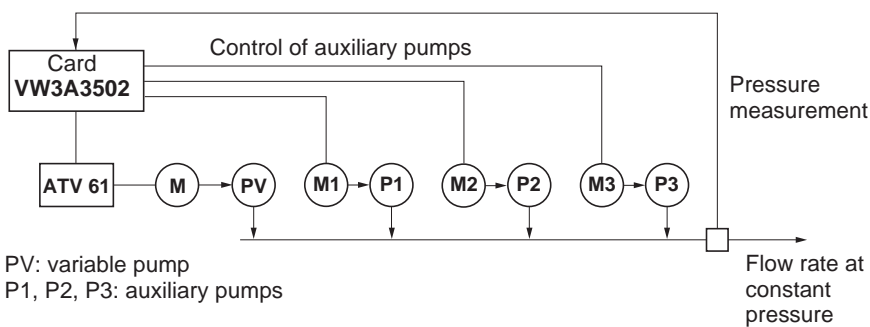 Control of auxiliary pumps
Card
VW3A3502
Pressure
measurement
ATV 61
M
PV
M1
P1
M2
P2
M3
P3
PV: variable pump
P1, P2, P3: auxiliary pumps
Flow rate at
constant
pressure